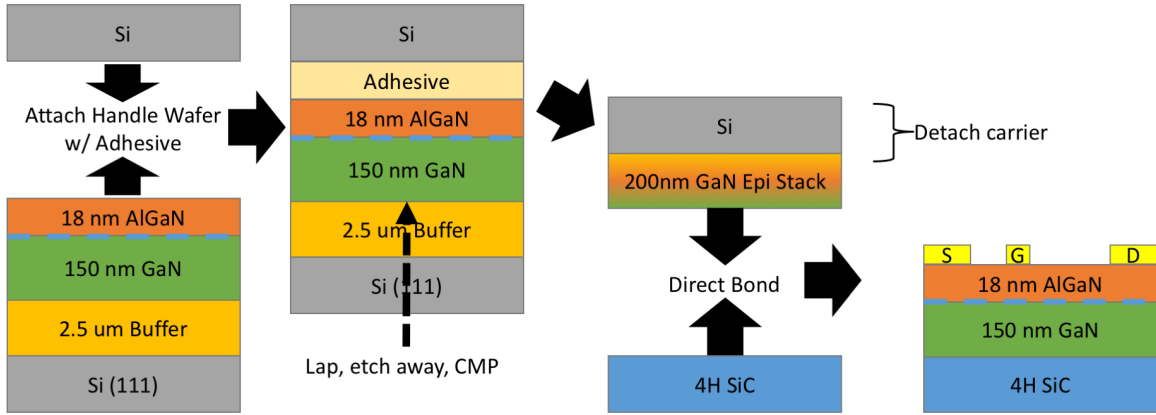 Si
Attach Handle Wafer
w/ Adhesive
18 nm AlGaN
150 nm GaN
2.5 um Buffer
Si (111)
Si
Adhesive
18 nm AlGaN
150 nm GaN
2.5 um Buffer
Si (111)
Lap, etch away, CMP
Si
200nm GaN Epi Stack
Detach carrier
Direct Bond
4H SiC
S G D
18 nm AlGaN
150 nm GaN
4H SiC